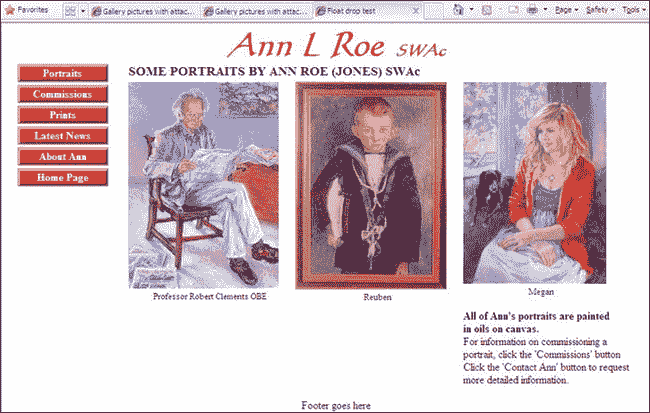 Favorites
Gallery pictures with attac...
Gallery pictures with attac...
Float drop test
Page
Safety
Tools
Ann L Roe SWAc
Portraits
Commissions
Prints
Latest News
About Ann
Home Page
SOME PORTRAITS BY ANN ROE (JONES) SWAc
Professor Robert Clements OBE
Reuben
Megan
All of Ann's portraits are painted
in oils on canvas.
For information on commissioning a
portrait, click the 'Commissions' button
Click the 'Contact Ann' button to request
more detailed information.
Footer goes here